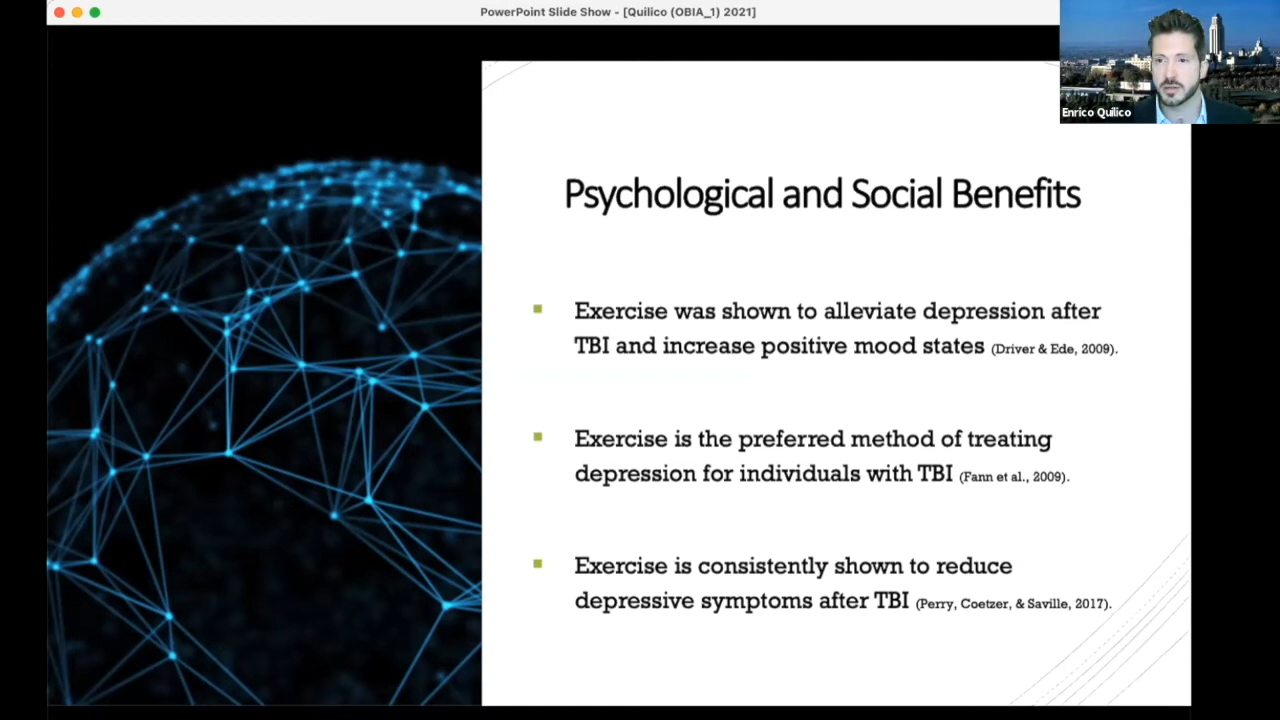 PowerPoint Slide Show - [Quilico (OBIA_1) 2021]
Enrico Quilico
Psychological and Social Benefits
Exercise was shown to alleviate depression after
TBI and increase positive mood states (Driver & Ede, 2009).
Exercise is the preferred method of treating
depression for individuals with TBI (Fann et al., 2009).
Exercise is consistently shown to reduce
depressive symptoms after TBI (Perry, Coetzer, & Saville, 2017).